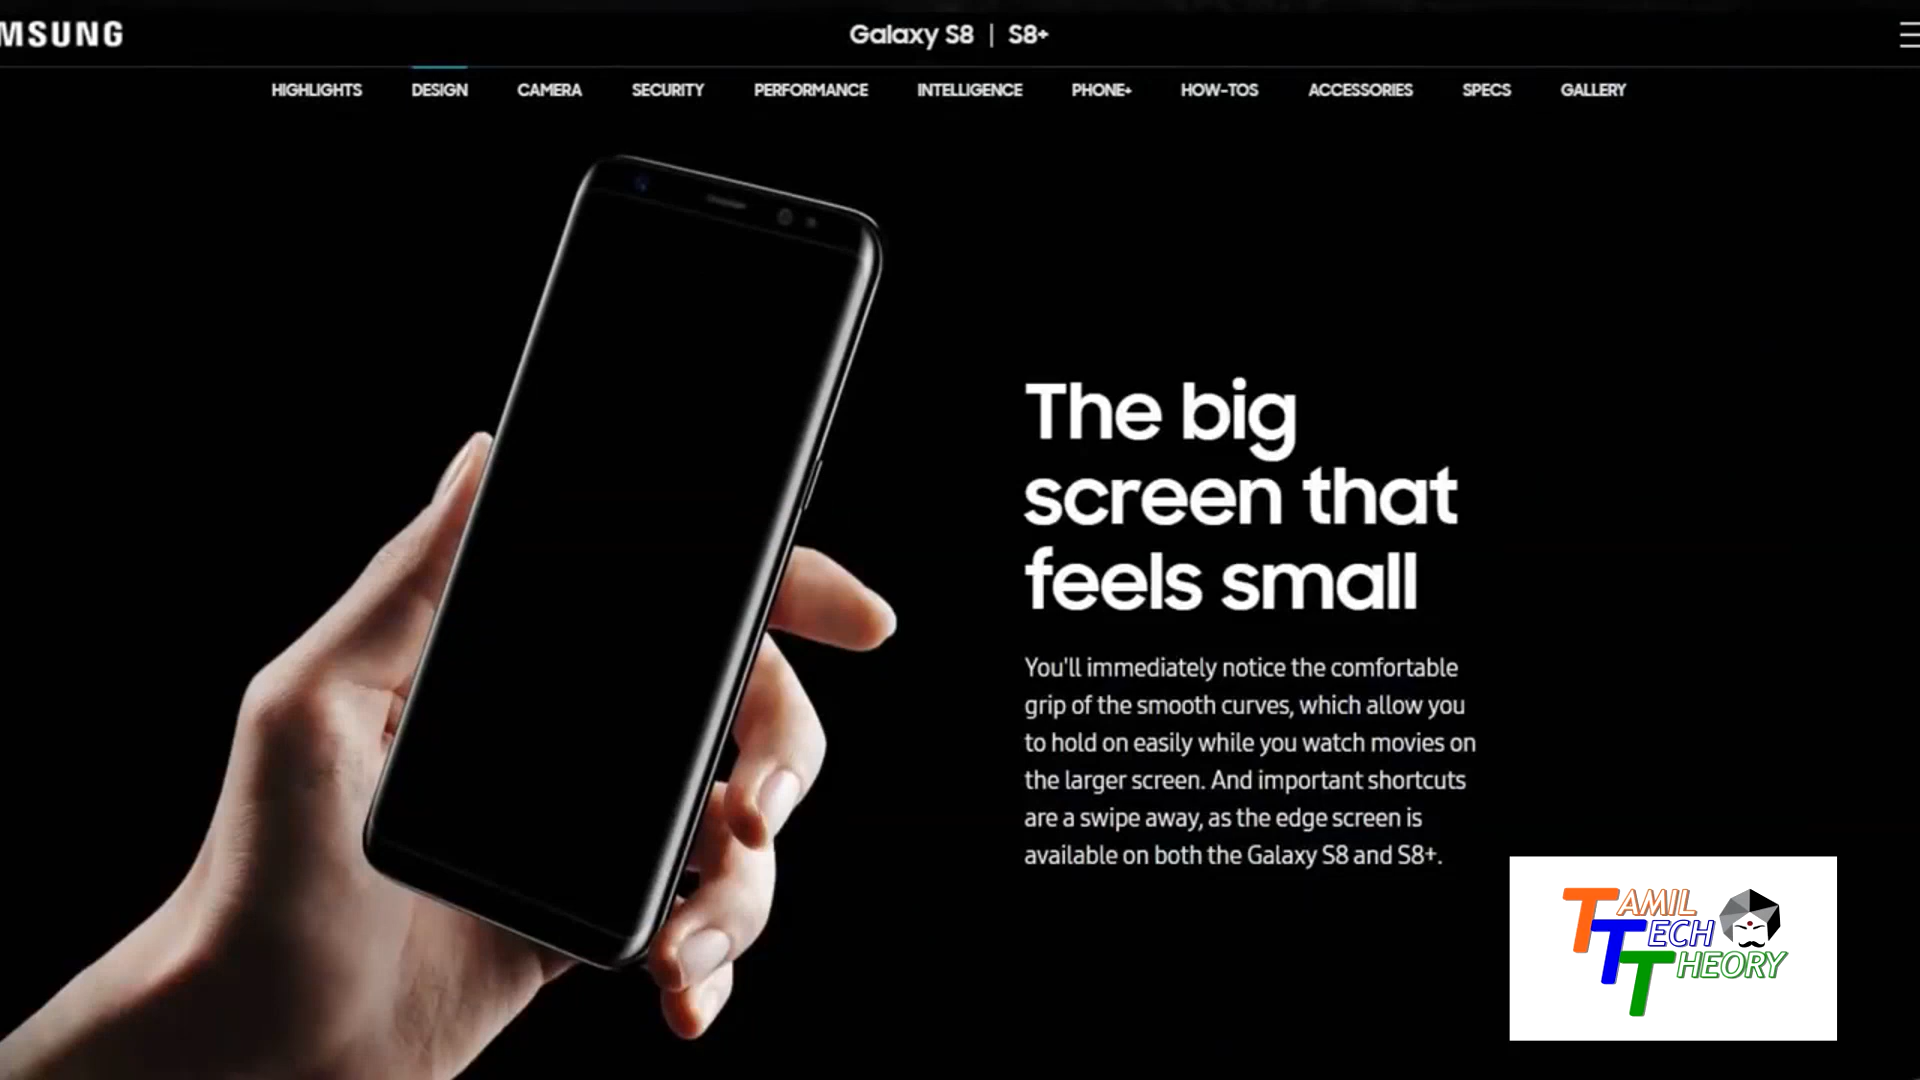 MSUNG
Galaxy S8 | S8+
HIGHLIGHTS DESIGN CAMERA SECURITY PERFORMANCE INTELLIGENCE PHONE+ HOW-TOS ACCESSORIES SPECS GALLERY
The big
screen that
feels small
You'll immediately notice the comfortable
grip of the smooth curves, which allow you
to hold on easily while you watch movies on
the larger screen. And important shortcuts
are a swipe away, as the edge screen is
available on both the Galaxy S8 and S8+.
TAMIL
TECH
THEORY